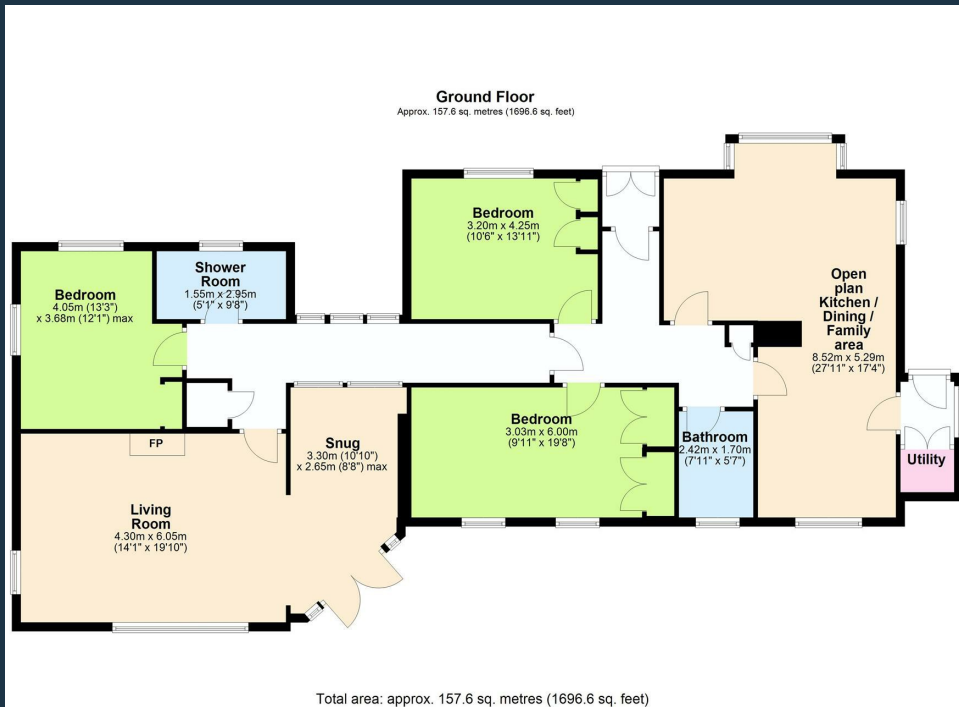 Ground Floor
Approx. 157.6 sq. metres (1696.6 sq. feet)
Bedroom
3.20m x 4.25m
(10'6" x 13'11")
Shower
Room
1.55m x 2.95m
(5'1" x 9'8")
Bedroom
4.05m (13'3")
x 3.68m (12'1") max
Open
plan
Kitchen /
Dining /
Family
area
8.52m x 5.29m
(27'11" x 17'4")
Bedroom
3.03m x 6.00m
(9'11" x 19'8")
Bathroom
2.42m x 1.70m
(7'11" x 5'7")
FP
Snug
3.30m (10'10")
x 2.65m (8'8") max
Utility
Living
Room
4.30m x 6.05m
(14'1" x 19'10")
Total area: approx. 157.6 sq. metres (1696.6 sq. feet)